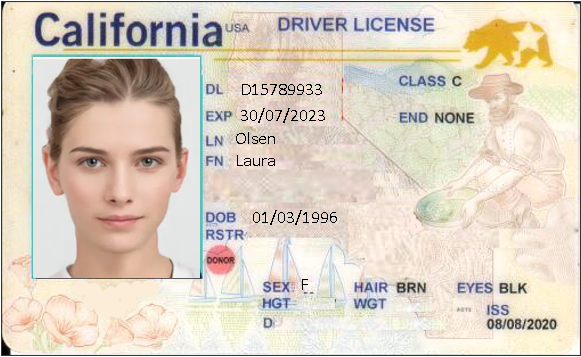 California USA DRIVER LICENSE
DL D15789933 CLASS C
EXP 30/07/2023 END NONE
LN Olsen
FN Laura
DOB 01/03/1996
RSTR
DONOR
SEX F HAIR BRN EYES BLK
HGT WGT ISS
D 08/08/2020